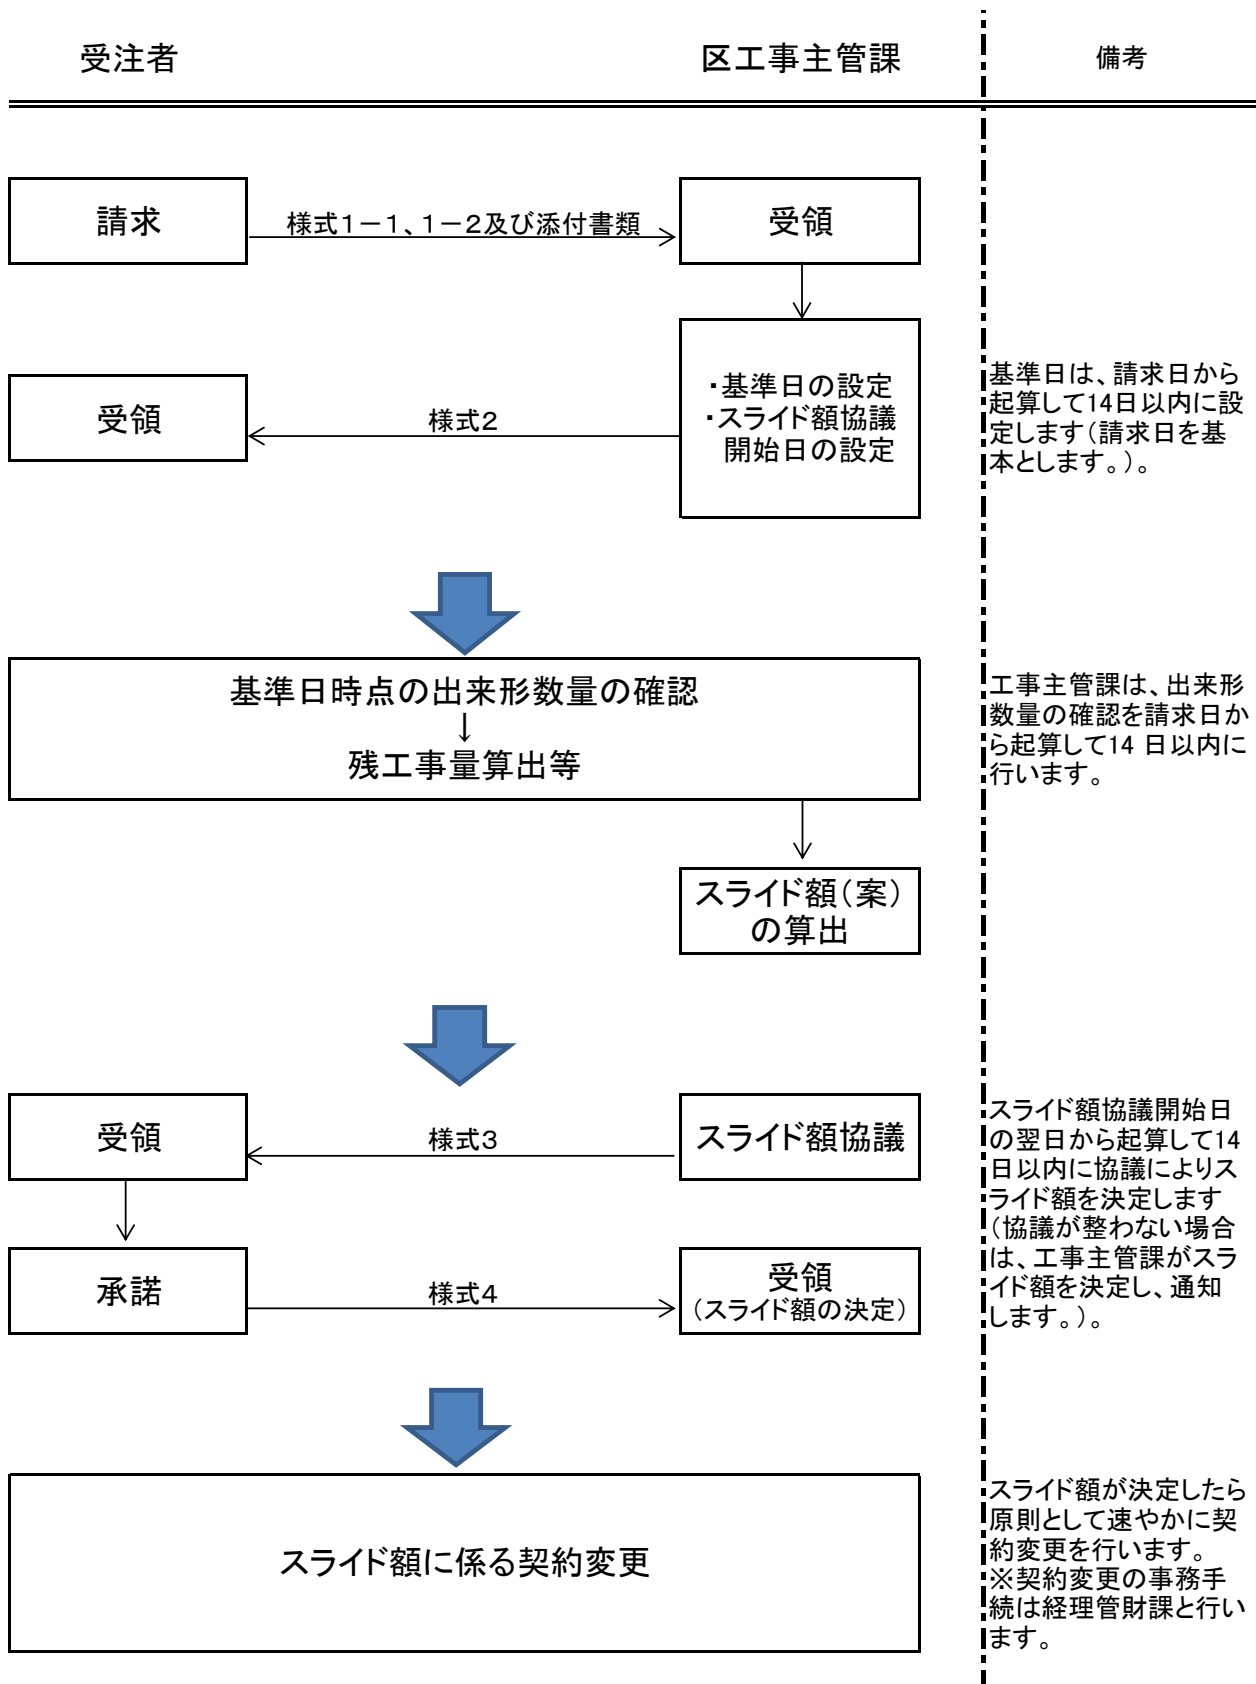 受注者
区工事主管課
備考
請求
様式1－1、1－2及び添付書類
受領
・基準日の設定
・スライド額協議
開始日の設定
様式2
受領
基準日は、請求日から
起算して14日以内に設
定します（請求日を基
本とします。）。
基準日時点の出来形数量の確認
↓
残工事量算出等
工事主管課は、出来形
数量の確認を請求日か
ら起算して14 日以内に
行います。
スライド額（案）
の算出
受領
様式3
スライド額協議
承諾
様式4
受領
（スライド額の決定）
スライド額協議開始日
の翌日から起算して14
日以内に協議によりス
ライド額を決定します
（協議が整わない場合
は、工事主管課がスラ
イド額を決定し、通知
します。）。
スライド額に係る契約変更
スライド額が決定したら
原則として速やかに契
約変更を行います。
※契約変更の事務手
続は経理管財課と行い
ます。